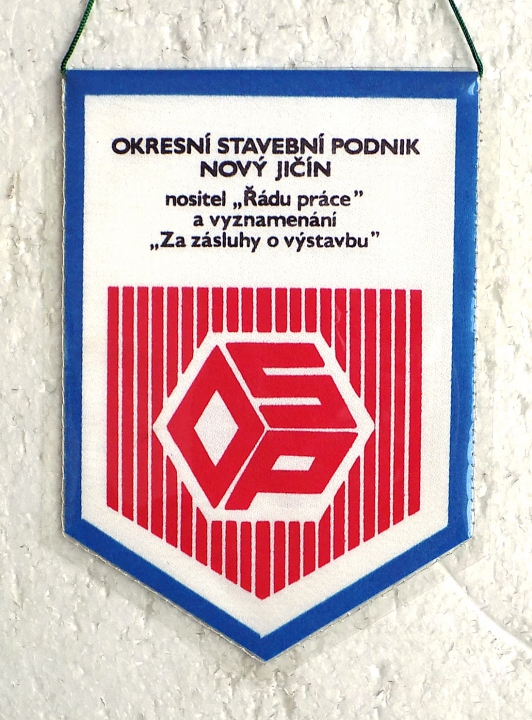 OKRESNÍ STAVEBNÍ PODNIK
NOVÝ JIČÍN
nositel „Řádu práce”
a vyznamenání
„Za zásluhy o výstavbu”
OSP